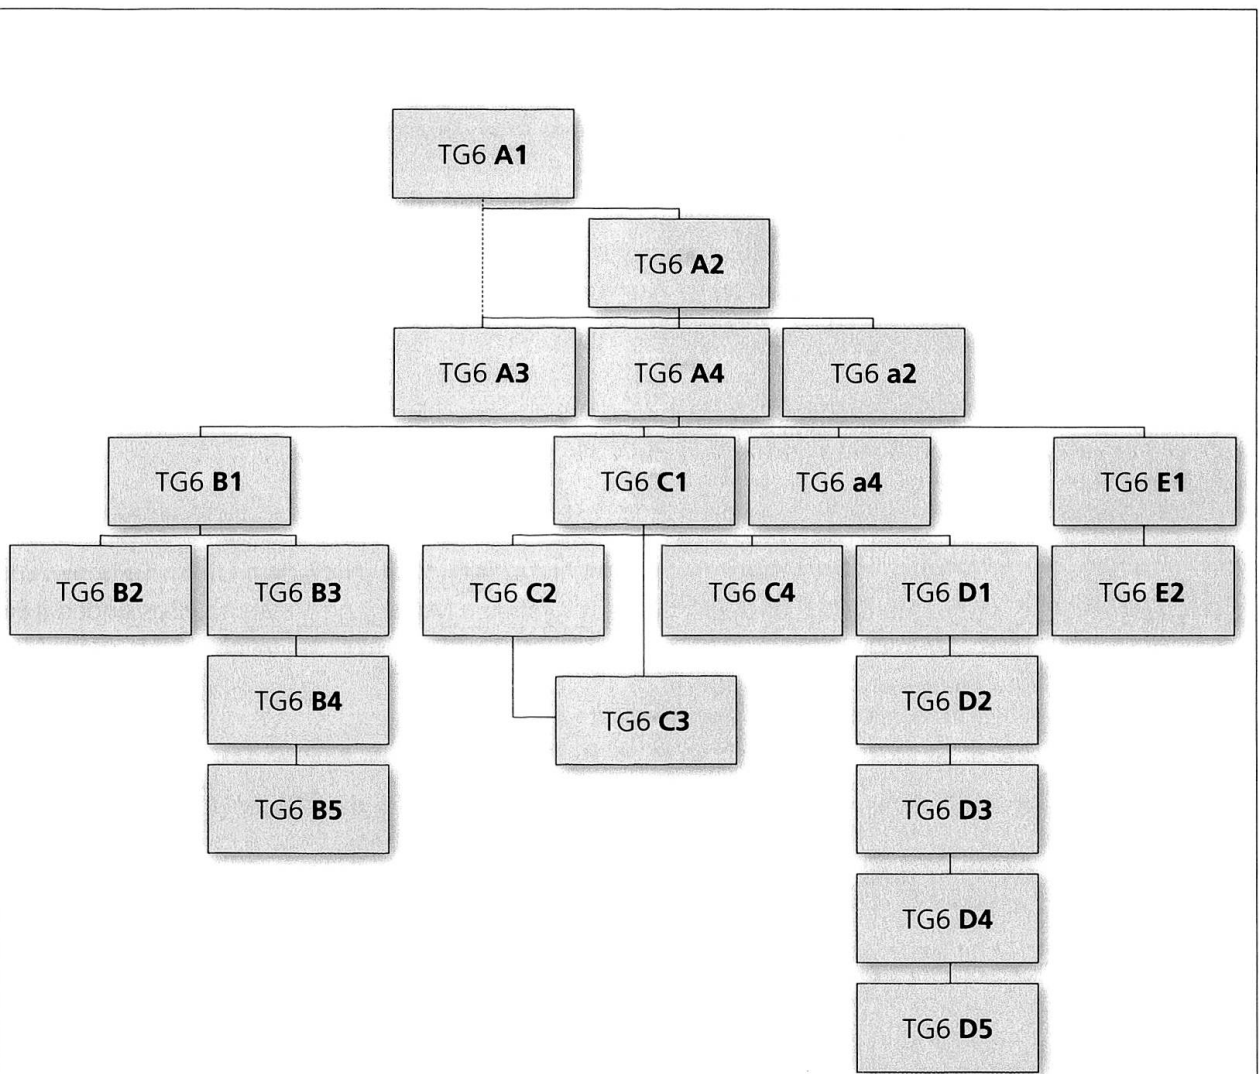 TG6 A1
TG6 A2
TG6 A3
TG6 A4
TG6 a2
TG6 B1
TG6 C1
TG6 a4
TG6 E1
TG6 B2
TG6 B3
TG6 C2
TG6 C4
TG6 D1
TG6 E2
TG6 B4
TG6 D2
TG6 C3
TG6 B5
TG6 D3
TG6 D4
TG6 D5